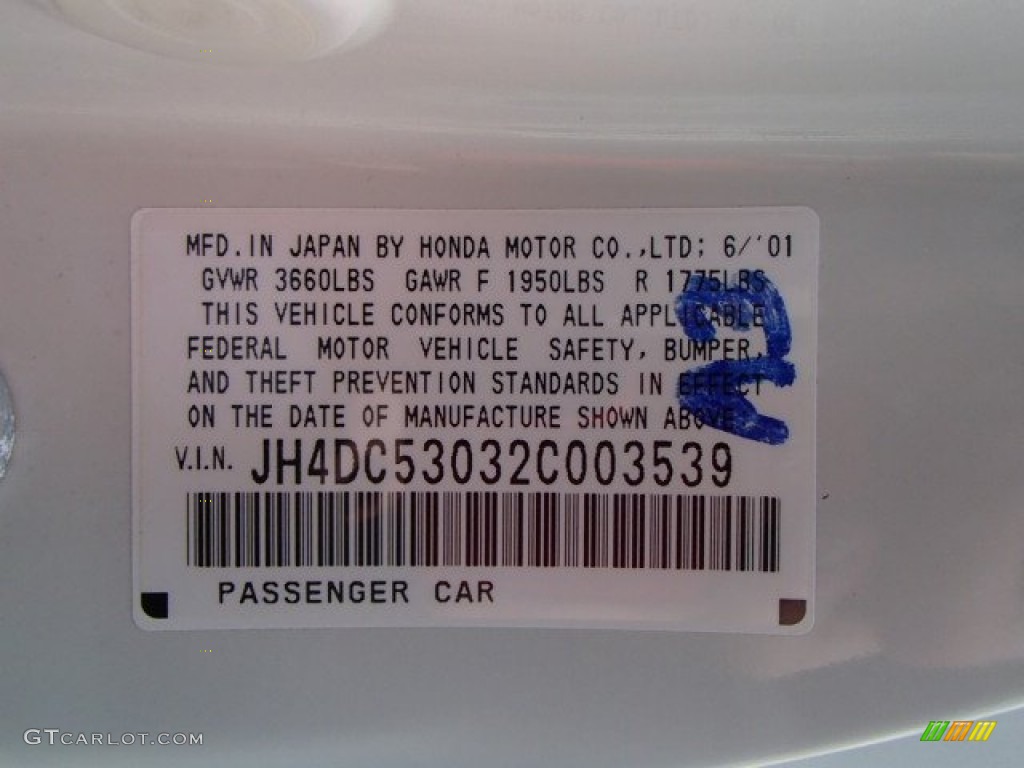 MFD. IN JAPAN BY HONDA MOTOR CO.,LTD; 6/'01
GVWR 3660LBS GAWR F 1950LBS R 1775LBS
THIS VEHICLE CONFORMS TO ALL APPLICABLE
FEDERAL MOTOR VEHICLE SAFETY, BUMPER,
AND THEFT PREVENTION STANDARDS IN EFFECT
ON THE DATE OF MANUFACTURE SHOWN ABOVE
V.I.N. JH4DC53032C003539
PASSENGER CAR
GTCARLOT.COM